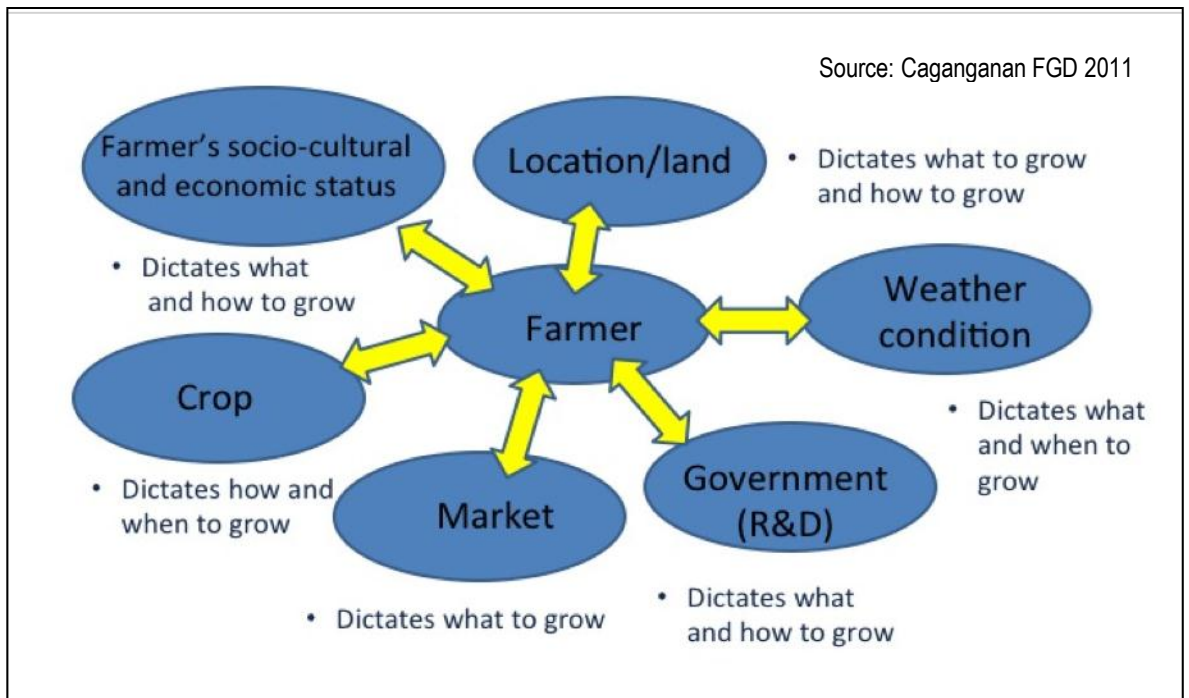 Source: Caganganan FGD 2011
Farmer's socio-cultural
and economic status
• Dictates what
and how to grow
Location/land
• Dictates what to grow
and how to grow
Farmer
Weather
condition
• Dictates what
and when to
grow
Crop
• Dictates how and
when to grow
Market
• Dictates what to grow
Government
(R&D)
• Dictates what
and how to grow